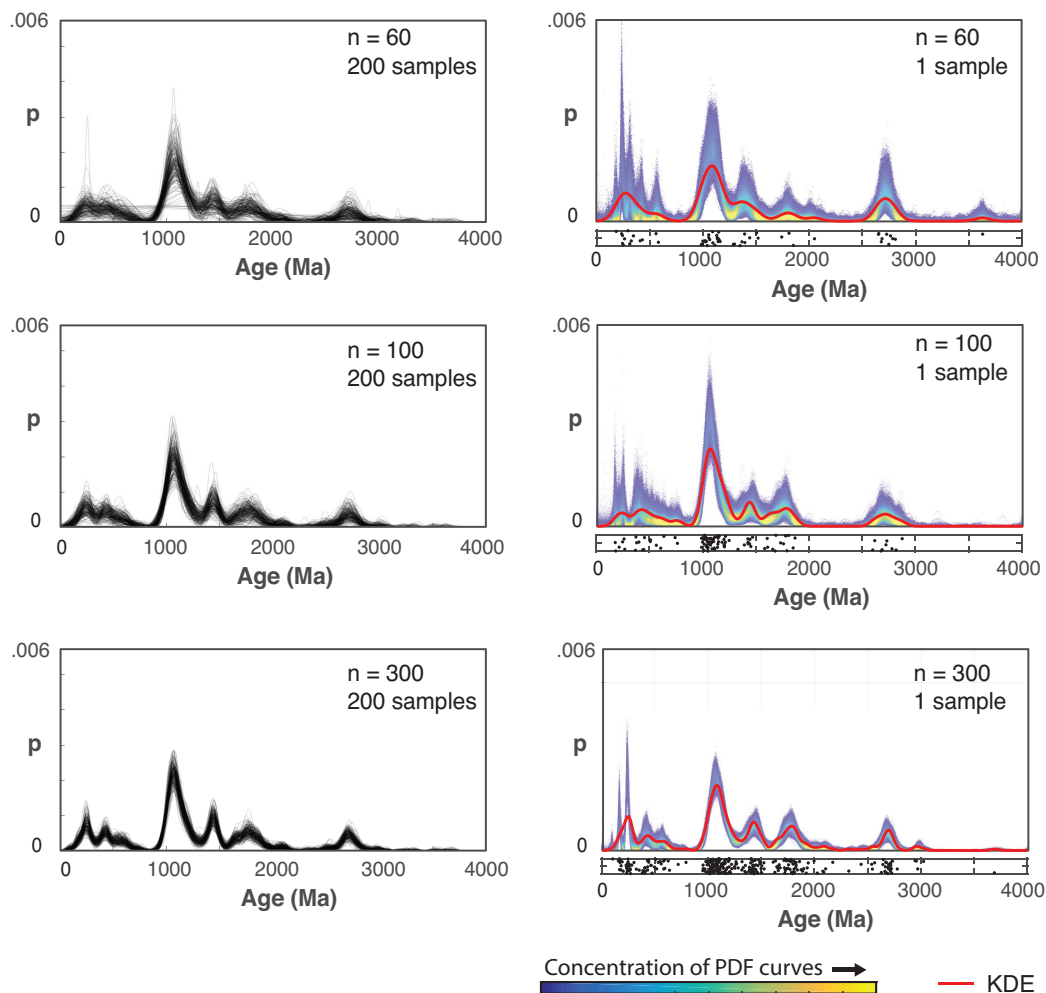 .006
n = 60
200 samples
p
0
0 1000 2000 3000 4000
Age (Ma)
.006
n = 60
1 sample
p
0
0 1000 2000 3000 4000
Age (Ma)
.006
n = 100
200 samples
p
0
0 1000 2000 3000 4000
Age (Ma)
.006
n = 100
1 sample
p
0
0 1000 2000 3000 4000
Age (Ma)
.006
n = 300
200 samples
p
0
0 1000 2000 3000 4000
Age (Ma)
.006
n = 300
1 sample
p
0
0 1000 2000 3000 4000
Age (Ma)
Concentration of PDF curves
KDE